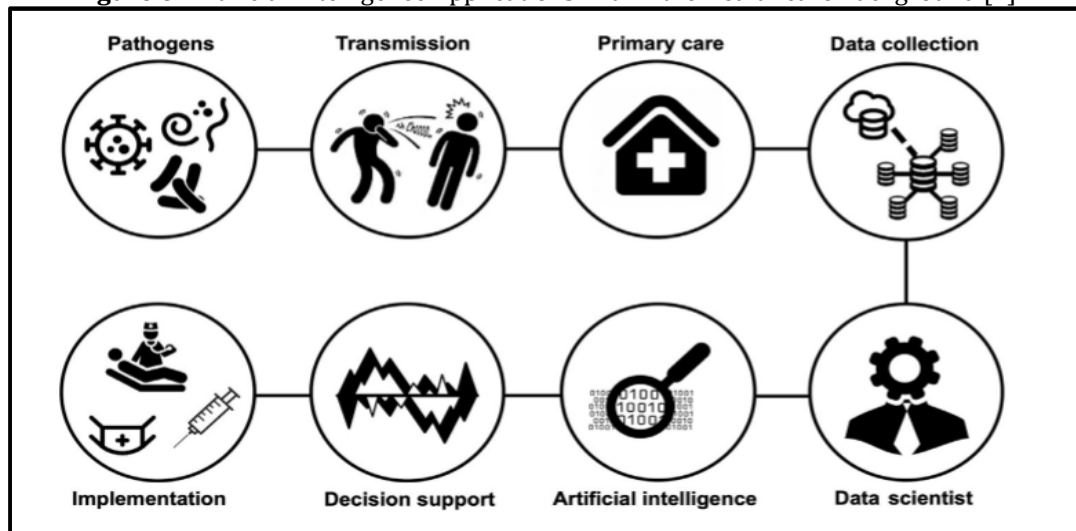 Pathogens
Transmission
Primary care
Data collection
Implementation
Decision support
Artificial intelligence
Data scientist